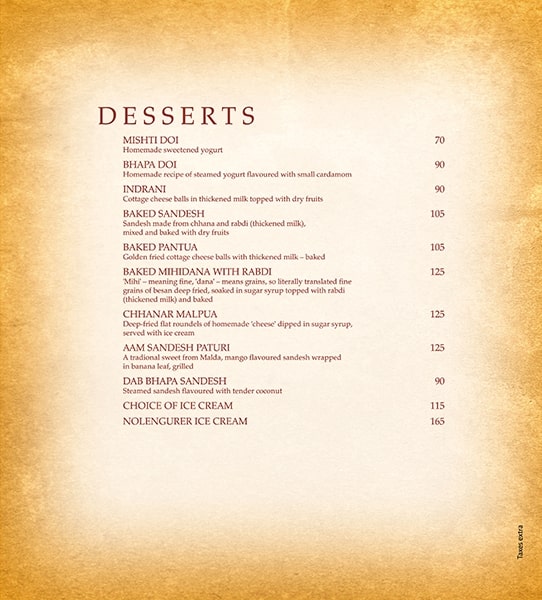 DESSERTS
MISHTI DOI 70
Homemade sweetened yogurt
BHAPA DOI 90
Homemade recipe of steamed yogurt flavoured with small cardamom
INDRANI 90
Cottage cheese balls in thickened milk topped with dry fruits
BAKED SANDESH 105
Sandesh made from chhana and rabdi (thickened milk),
mixed and baked with dry fruits
BAKED PANTUA 105
Golden fried cottage cheese balls with thickened milk – baked
BAKED MIHIDANA WITH RABDI 125
'Mihi' – meaning fine, 'dana' – means grains, so literally translated fine
grains of besan deep fried, soaked in sugar syrup topped with rabdi
(thickened milk) and baked
CHHANAR MALPUA 125
Deep-fried flat roundels of homemade 'cheese' dipped in sugar syrup,
served with ice cream
AAM SANDESH PATURI 125
A tradional sweet from Malda, mango flavoured sandesh wrapped
in banana leaf, grilled
DAB BHAPA SANDESH 90
Steamed sandesh flavoured with tender coconut
CHOICE OF ICE CREAM 115
NOLENGURER ICE CREAM 165
Taxes extra